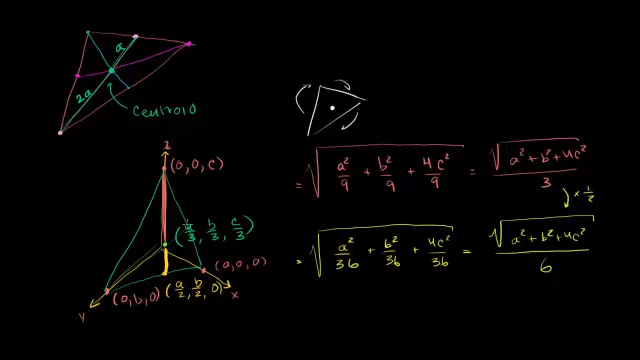 a
2a
Centroid
z
(0, 0, c)
(a/3, b/3, c/3)
(a, 0, 0)
x
(0, b, 0)
(a/2, b/2, 0)
y
= √(a²/9 + b²/9 + 4c²/9) = √(a² + b² + 4c²)/3
× 1/2
= √(a²/36 + b²/36 + 4c²/36) = √(a² + b² + 4c²)/6